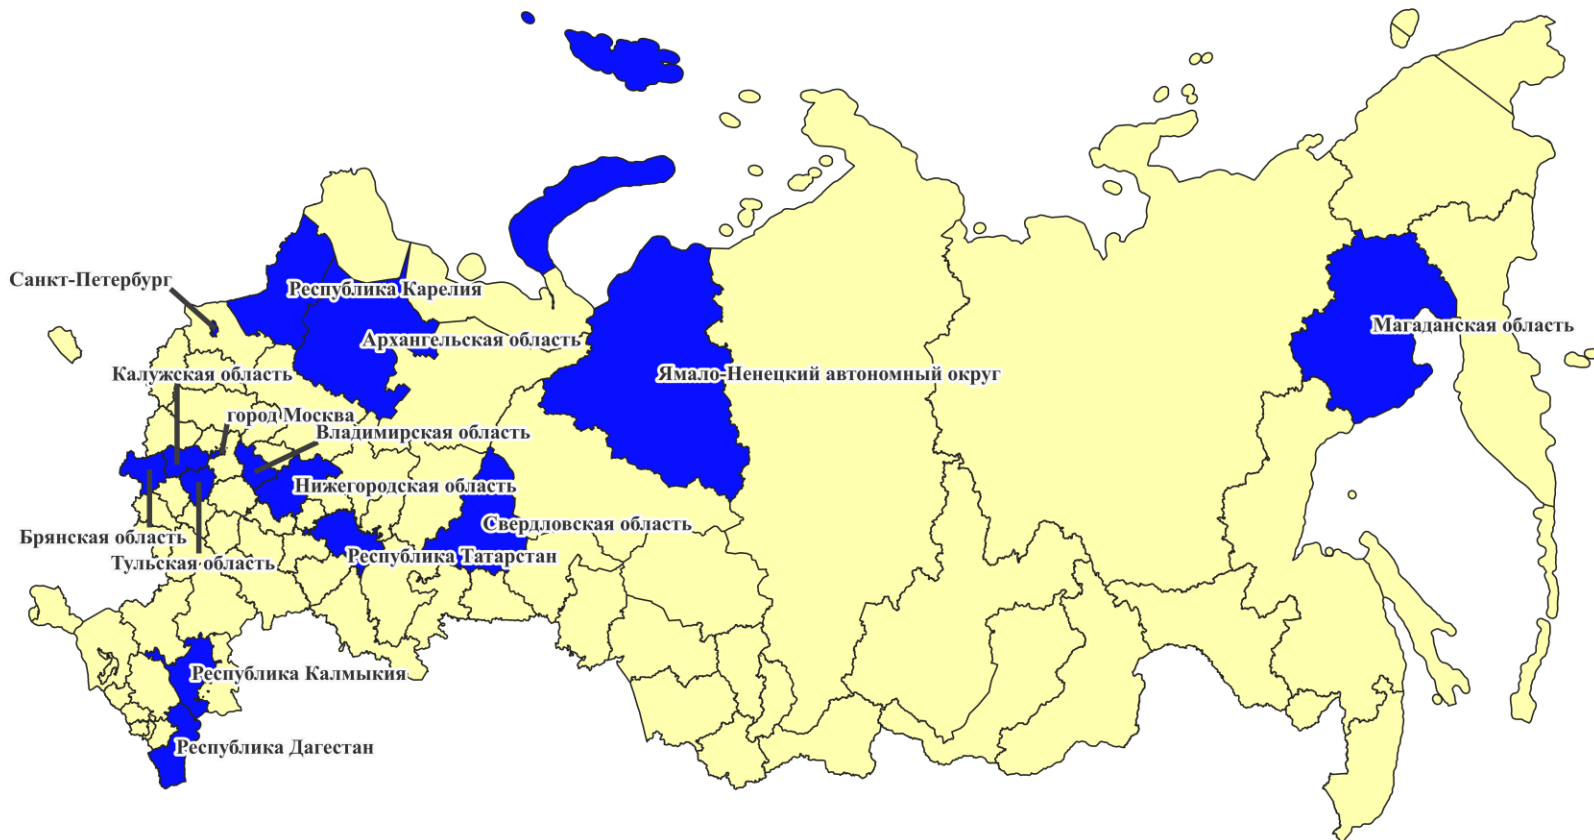 Санкт-Петербург
Республика Карелия
Магаданская область
Архангельская область
Калужская область
Ямало-Ненецкий автономный округ
город Москва
Владимирская область
Нижегородская область
Свердловская область
Брянская область
Республика Татарстан
Тульская область
Республика Калмыкия
Республика Дагестан